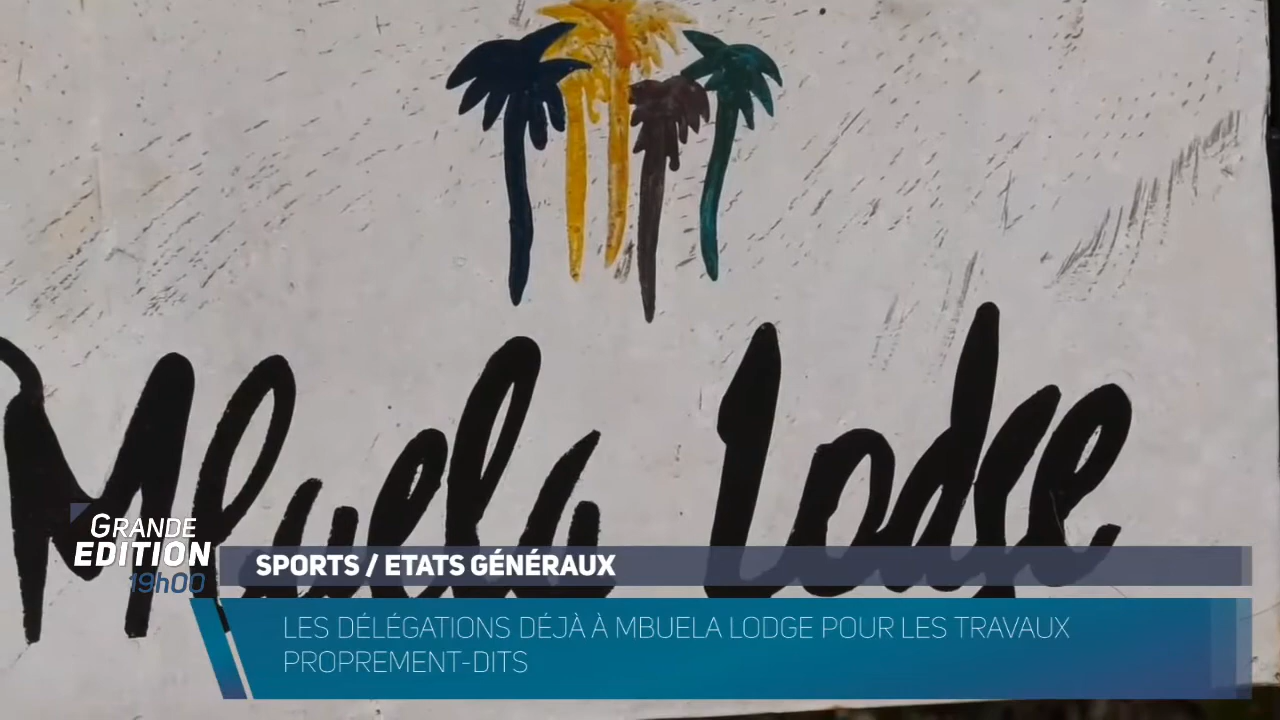 Mbuela Lodge
GRANDE
EDITION
19h00
SPORTS / ETATS GÉNÉRAUX
LES DÉLÉGATIONS DÉJÀ À MBUELA LODGE POUR LES TRAVAUX
PROPREMENT-DITS